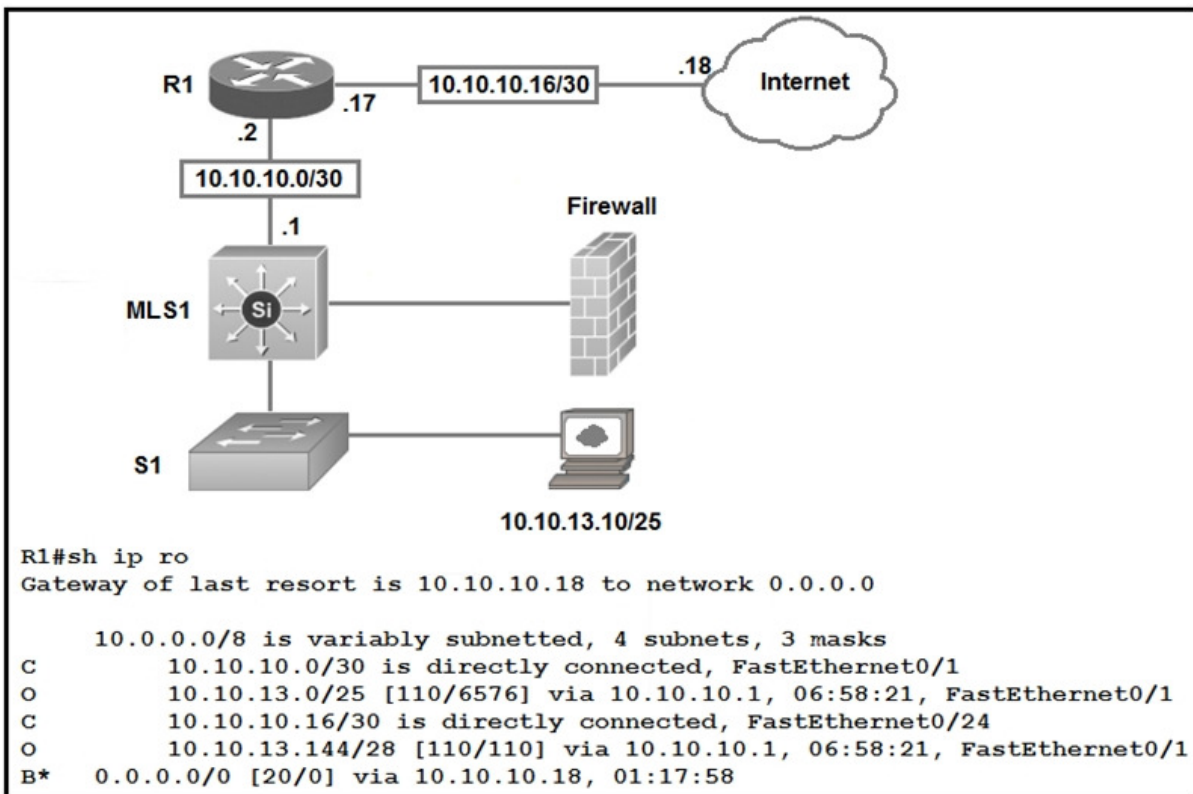 R1
.17
10.10.10.16/30
.18
Internet
.2
10.10.10.0/30
.1
Firewall
MLS1
Si
S1
10.10.13.10/25
R1#sh ip ro
Gateway of last resort is 10.10.10.18 to network 0.0.0.0
10.0.0.0/8 is variably subnetted, 4 subnets, 3 masks
C 10.10.10.0/30 is directly connected, FastEthernet0/1
O 10.10.13.0/25 [110/6576] via 10.10.10.1, 06:58:21, FastEthernet0/1
C 10.10.10.16/30 is directly connected, FastEthernet0/24
O 10.10.13.144/28 [110/110] via 10.10.10.1, 06:58:21, FastEthernet0/1
B* 0.0.0.0/0 [20/0] via 10.10.10.18, 01:17:58